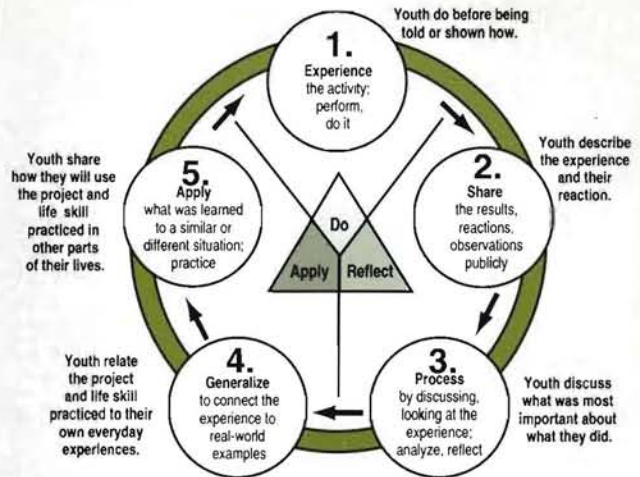 Youth do before being
told or shown how.
1.
Experience
the activity;
perform,
do it
Youth describe
the experience
and their
reaction.
2.
Share
the results,
reactions,
observations
publicly
Youth discuss
what was most
important about
what they did.
3.
Process
by discussing,
looking at the
experience;
analyze, reflect
Youth relate
the project
and life skill
practiced to their
own everyday
experiences.
4.
Generalize
to connect the
experience to
real-world
examples
Youth share
how they will use
the project and
life skill
practiced in
other parts
of their lives.
5.
Apply
what was learned
to a similar or
different situation;
practice
Do
Apply
Reflect